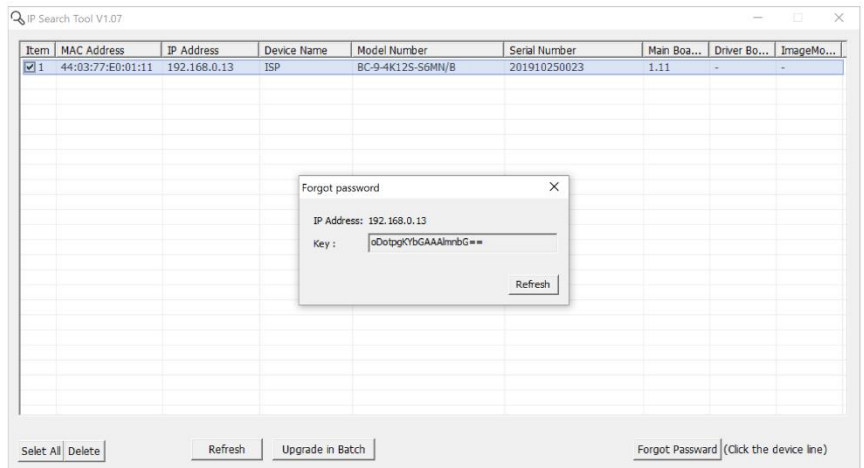 IP Search Tool V1.07
Item MAC Address IP Address Device Name Model Number Serial Number Main Boa... Driver Bo... ImageMo...
1 44:03:77:E0:01:11 192.168.0.13 ISP BC-9-4K12S-S6MN/B 201910250023 1.11 - -
Forgot password
IP Address: 192.168.0.13
Key : oDotpgKYbGAAAlmnbG==
Refresh
Selet All Delete Refresh Upgrade in Batch Forgot Passward (Click the device line)